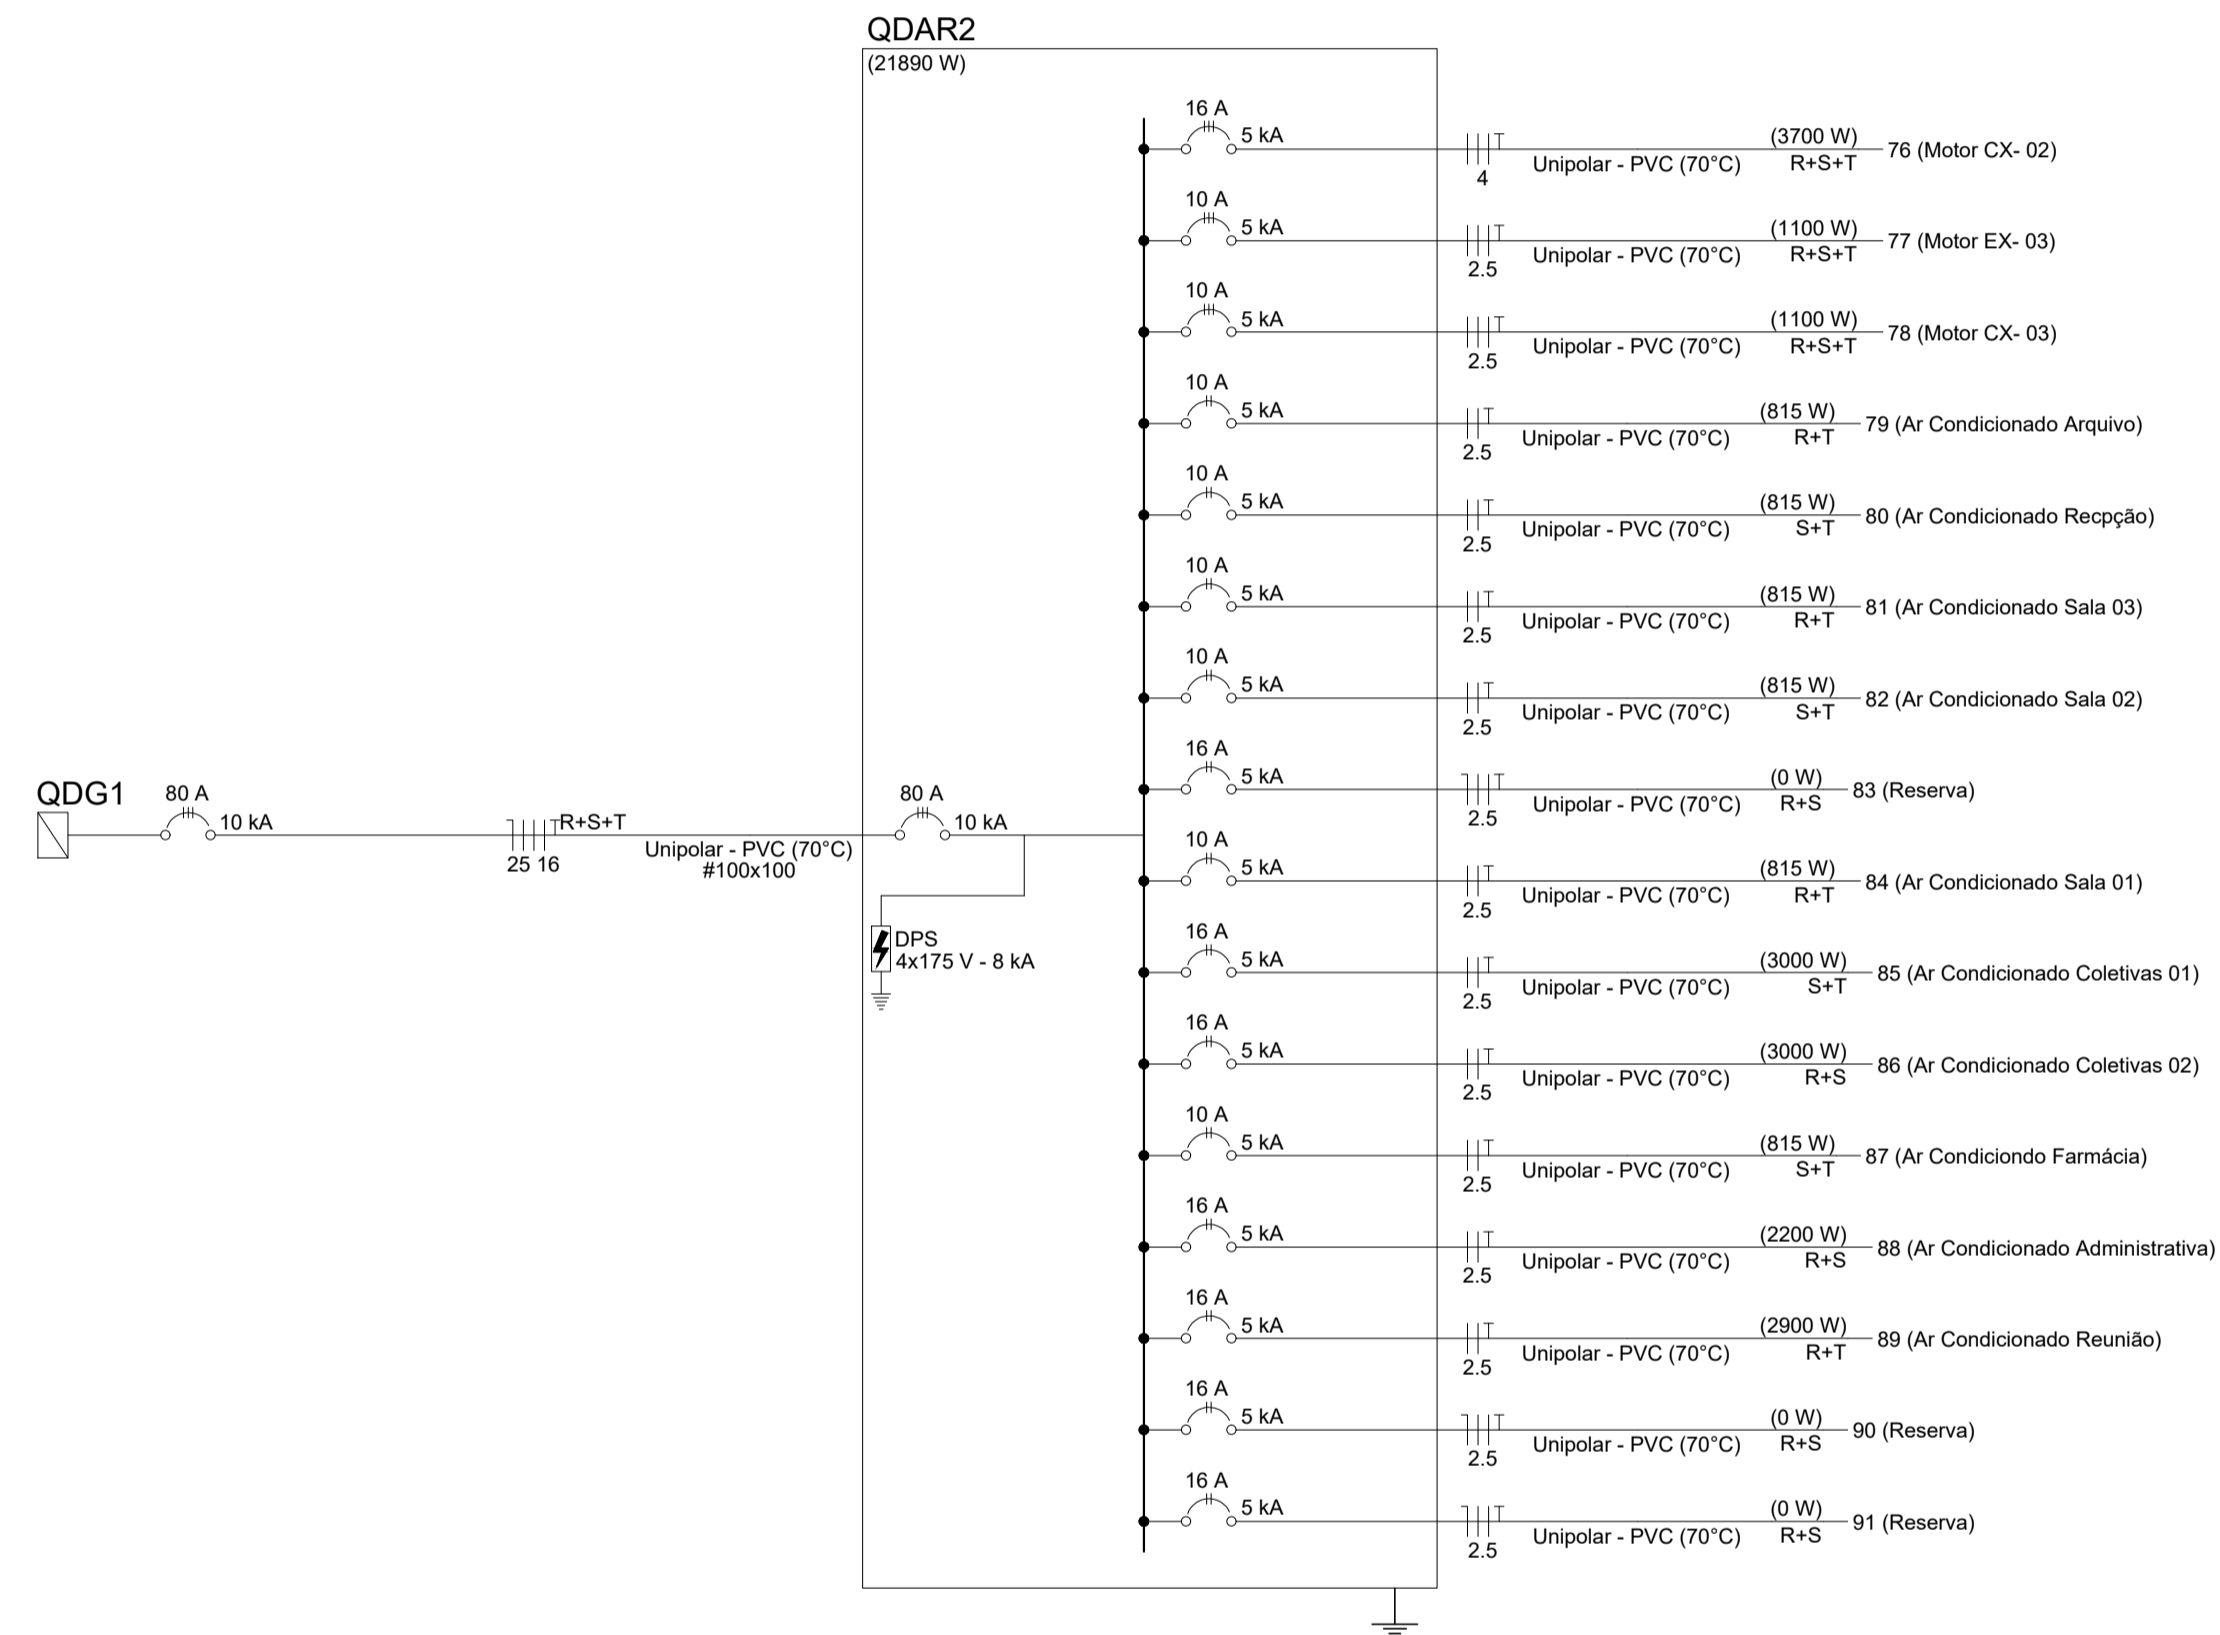 QDAR2
(21890 W)
16 A
5 kA
4
Unipolar - PVC (70°C)
(3700 W)
R+S+T
76 (Motor CX- 02)
10 A
5 kA
2.5
Unipolar - PVC (70°C)
(1100 W)
R+S+T
77 (Motor EX- 03)
10 A
5 kA
2.5
Unipolar - PVC (70°C)
(1100 W)
R+S+T
78 (Motor CX- 03)
10 A
5 kA
2.5
Unipolar - PVC (70°C)
(815 W)
R+T
79 (Ar Condicionado Arquivo)
10 A
5 kA
2.5
Unipolar - PVC (70°C)
(815 W)
S+T
80 (Ar Condicionado Recpção)
10 A
5 kA
2.5
Unipolar - PVC (70°C)
(815 W)
R+T
81 (Ar Condicionado Sala 03)
10 A
5 kA
2.5
Unipolar - PVC (70°C)
(815 W)
S+T
82 (Ar Condicionado Sala 02)
16 A
5 kA
2.5
Unipolar - PVC (70°C)
(0 W)
R+S
83 (Reserva)
QDG1
80 A
10 kA
R+S+T
25 16
Unipolar - PVC (70°C)
#100x100
80 A
10 kA
DPS
4x175 V - 8 kA
10 A
5 kA
2.5
Unipolar - PVC (70°C)
(815 W)
R+T
84 (Ar Condicionado Sala 01)
16 A
5 kA
2.5
Unipolar - PVC (70°C)
(3000 W)
S+T
85 (Ar Condicionado Coletivas 01)
16 A
5 kA
2.5
Unipolar - PVC (70°C)
(3000 W)
R+S
86 (Ar Condicionado Coletivas 02)
10 A
5 kA
2.5
Unipolar - PVC (70°C)
(815 W)
S+T
87 (Ar Condiciondo Farmácia)
16 A
5 kA
2.5
Unipolar - PVC (70°C)
(2200 W)
R+S
88 (Ar Condicionado Administrativa)
16 A
5 kA
2.5
Unipolar - PVC (70°C)
(2900 W)
R+T
89 (Ar Condicionado Reunião)
16 A
5 kA
2.5
Unipolar - PVC (70°C)
(0 W)
R+S
90 (Reserva)
16 A
5 kA
2.5
Unipolar - PVC (70°C)
(0 W)
R+S
91 (Reserva)